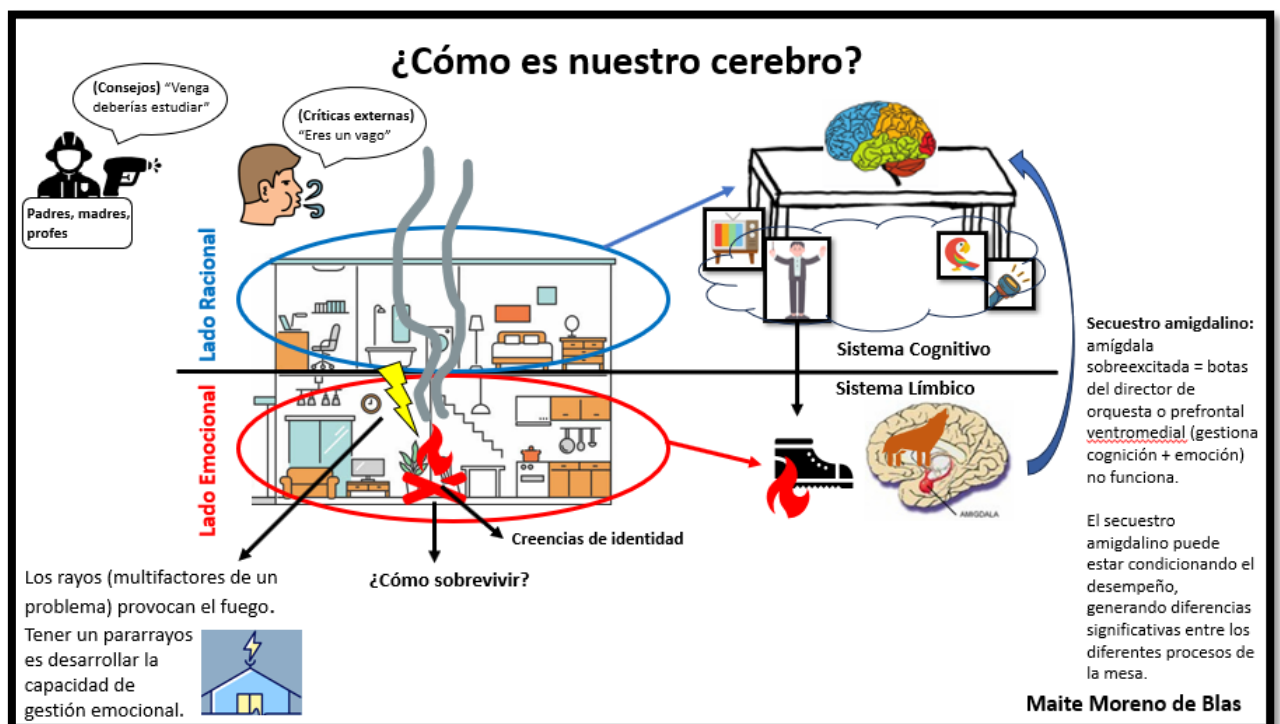 ¿Cómo es nuestro cerebro?
(Consejos) “Venga
deberías estudiar”
(Críticas externas)
“Eres un vago”
Padres, madres,
profes
Lado Racional
Lado Emocional
Sistema Cognitivo
Sistema Límbico
AMIGDALA
Creencias de identidad
¿Cómo sobrevivir?
Los rayos (multifactores de un
problema) provocan el fuego.
Tener un pararrayos
es desarrollar la
capacidad de
gestión emocional.
Secuestro amigdalino:
amígdala
sobreexcitada = botas
del director de
orquesta o prefrontal
ventromedial (gestiona
cognición + emoción)
no funciona.
El secuestro
amigdalino puede
estar condicionando el
desempeño,
generando diferencias
significativas entre los
diferentes procesos de
la mesa.
Maite Moreno de Blas